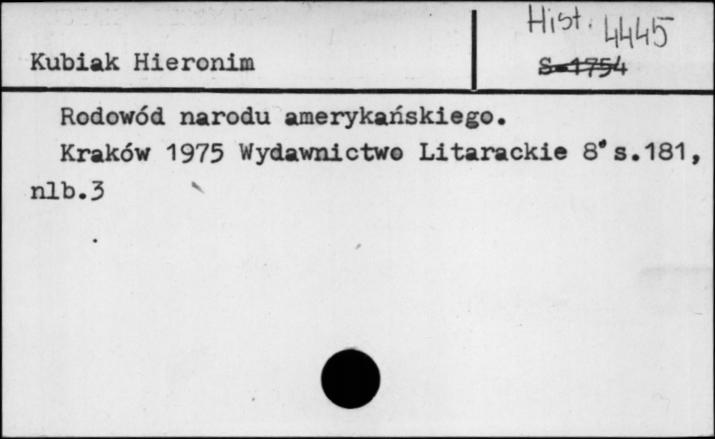 Hist. 4445
Kubiak Hieronim
S-1754
Rodowód narodu amerykańskiego.
Kraków 1975 Wydawnictwo Litarackie 8° s.181,
nlb.3